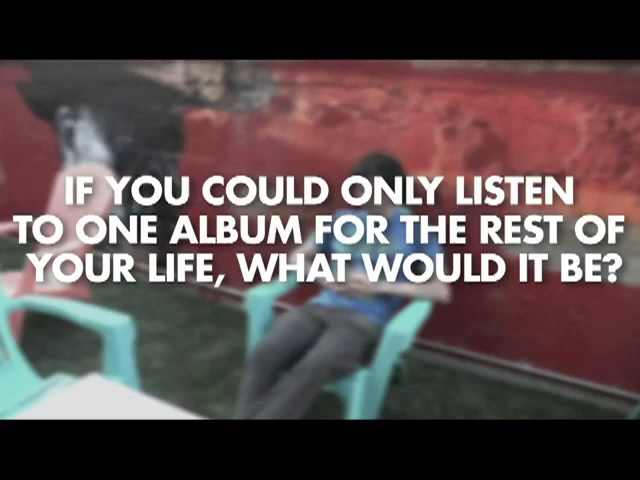 IF YOU COULD ONLY LISTEN
TO ONE ALBUM FOR THE REST OF
YOUR LIFE, WHAT WOULD IT BE?